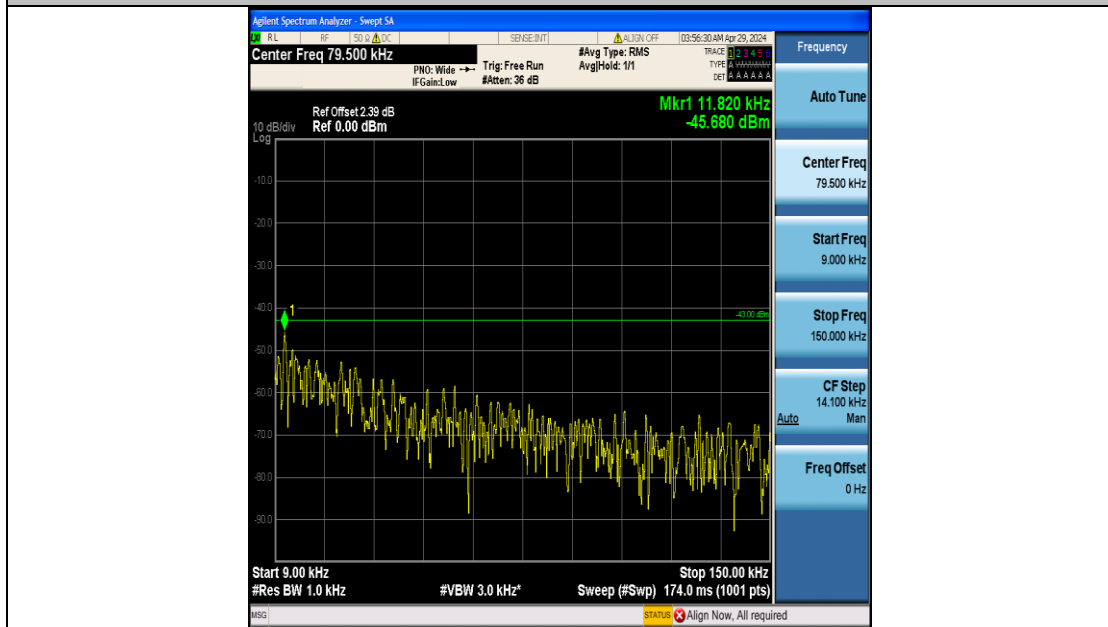 Agilent Spectrum Analyzer - Swept SA
RL RF 50 Ω DC SENSE:INT ALIGN OFF 03:56:30 AM Apr 29, 2024
Center Freq 79.500 kHz
PNO: Wide
IFGain:Low
Trig: Free Run
#Atten: 36 dB
#Avg Type: RMS
Avg|Hold: 1/1
TRACE 1 2 3 4 5 6
TYPE A
DET A A A A A A
Frequency
Mkr1 11.820 kHz
-45.680 dBm
Ref Offset 2.39 dB
10 dB/div Ref 0.00 dBm
Log
-10.0
-20.0
-30.0
-40.0
1
-43.00 dBm
-50.0
-60.0
-70.0
-80.0
-90.0
Start 9.00 kHz Stop 150.00 kHz
#Res BW 1.0 kHz #VBW 3.0 kHz* Sweep (#Swp) 174.0 ms (1001 pts)
Auto Tune
Center Freq
79.500 kHz
Start Freq
9.000 kHz
Stop Freq
150.000 kHz
CF Step
14.100 kHz
Auto Man
Freq Offset
0 Hz
MSG STATUS Align Now, All required